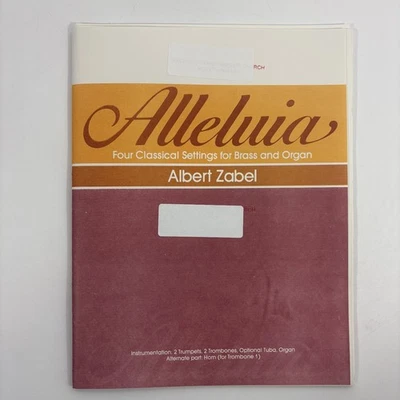 RCH
Alleluia
Four Classical Settings for Brass and Organ
Albert Zabel
Instrumentation: 2 Trumpets, 2 Trombones, Optional Tuba, Organ
Alternate part: Horn (for Trombone 1)